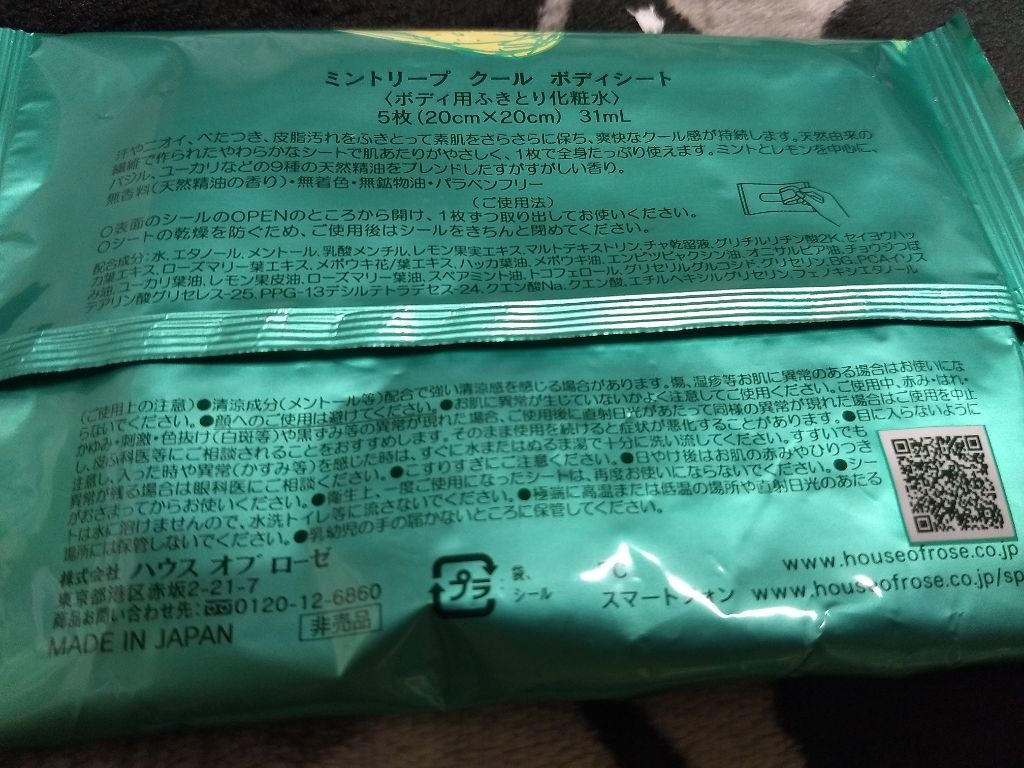 ミントリープ クール ボディシート
〈ボディ用ふきとり化粧水〉
5枚(20cm×20cm) 31mL
汗やニオイ、べたつき、皮脂汚れをふきとって素肌をさらさらに保ち、爽快なクール感が持続します。天然由来の
繊維で作られたやわらかなシートで肌あたりがやさしく、1枚で全身たっぷり使えます。ミントとレモンを中心に、
バジル、ユーカリなどの9種の天然精油をブレンドしたすがすがしい香り。
無香料(天然精油の香り)・無着色・無鉱物油・パラベンフリー
〈ご使用法〉
○表面のシールのOPENのところから開け、1枚ずつ取り出してお使いください。
○シートの乾燥を防ぐため、ご使用後はシールをきちんと閉めてください。
配合成分:水、エタノール、メントール、乳酸メンチル、レモン果実エキス、マルトデキストリン、チャ乾留液、グリチルリチン酸2K、セイヨウハッ
カ葉エキス、ローズマリー葉エキス、メボウキ花/葉エキス、ハッカ葉油、メボウキ油、エンピツビャクシン油、オニサルビア油、チョウジつぼ
み油、ユーカリ葉油、レモン果皮油、ローズマリー葉油、スペアミント油、トコフェロール、グリセリルグルコシド、グリセリン、BG、PCAイソス
テアリン酸グリセレス-25、PPG-13デシルテトラデセス-24、クエン酸Na、クエン酸、エチルヘキシルグリセリン、フェノキシエタノール
〈ご使用上の注意〉●清涼成分(メントール等)配合で強い清涼感を感じる場合があります。傷、湿疹等お肌に異常のある場合はお使いにな
らないでください。●顔へのご使用は避けてください。●お肌に異常が生じていないかよく注意してご使用ください。ご使用中、赤み・はれ・
かゆみ・刺激・色抜け(白斑等)や黒ずみ等の異常が現れた場合、ご使用後に直射日光があたって同様の異常が現れた場合はご使用を中止
し、皮ふ科医等にご相談されることをおすすめします。そのまま使用を続けると症状が悪化することがあります。●目に入らないように
注意し、入った時や異常(かすみ等)を感じた時は、すぐに水またはぬるま湯で十分に洗い流してください。すすいでも
異常が残る場合は眼科医にご相談ください。●こすりすぎにご注意ください。●日やけ後はお肌の赤みやひりつき
がおさまってからお使いください。●衛生上、一度ご使用になったシートは、再度お使いにならないでください。●シー
トは水に溶けませんので、水洗トイレ等に流さないでください。●極端に高温または低温の場所や直射日光のあたる
場所には保管しないでください。●乳幼児の手の届かないところに保管してください。
株式会社 ハウス オブ ローゼ
東京都港区赤坂2-21-7
商品お問い合わせ先:0120-12-6860
MADE IN JAPAN
非売品
プラ
袋、
シール
PC www.houseofrose.co.jp
スマートフォン www.houseofrose.co.jp/sp